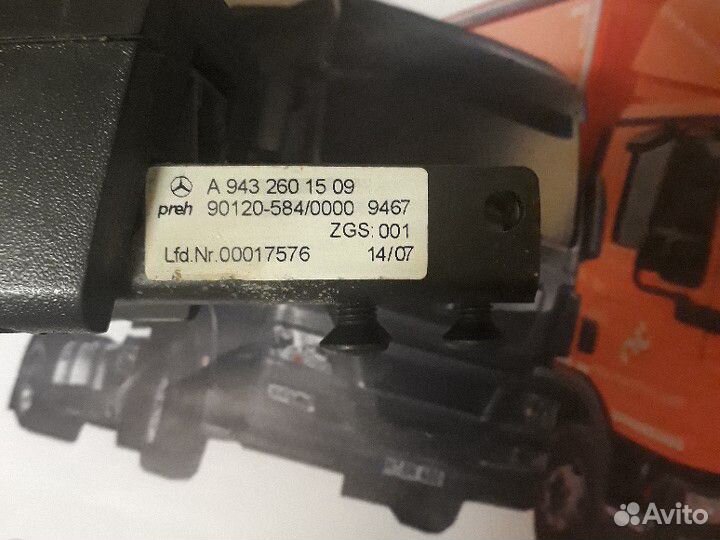 A 943 260 15 09
preh 90120-584/0000 9467
ZGS: 001
Lfd.Nr.00017576 14/07
Avito